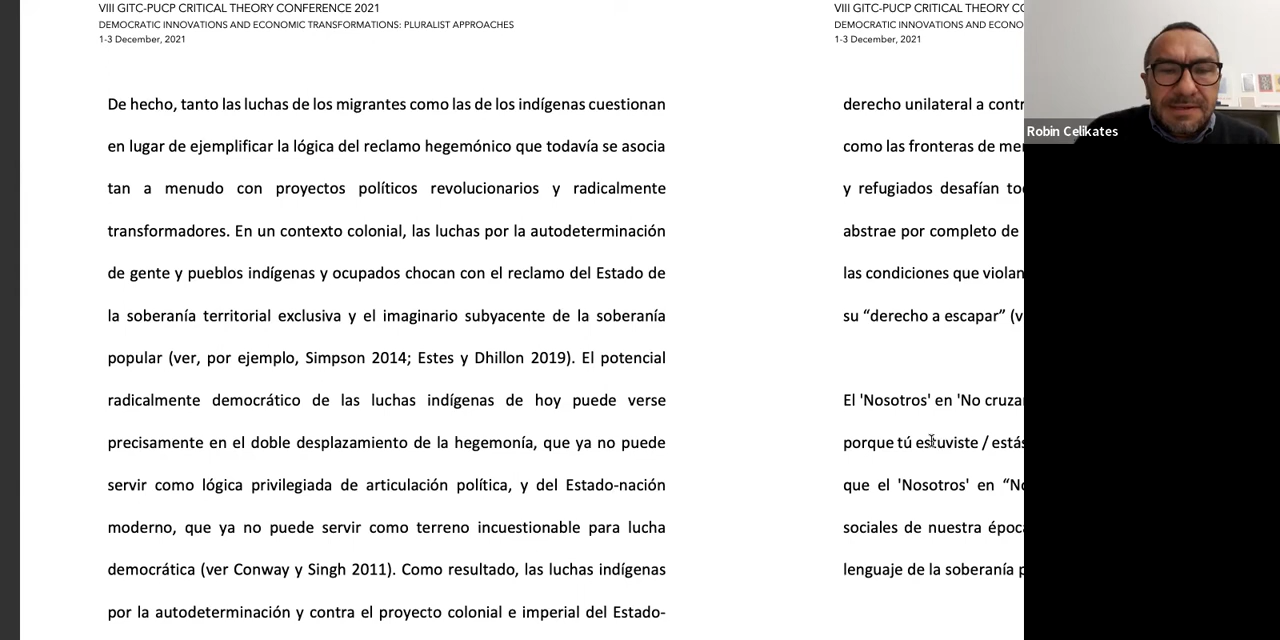 VIII GITC-PUCP CRITICAL THEORY CONFERENCE 2021
DEMOCRATIC INNOVATIONS AND ECONOMIC TRANSFORMATIONS: PLURALIST APPROACHES
1-3 December, 2021
De hecho, tanto las luchas de los migrantes como las de los indígenas cuestionan
en lugar de ejemplificar la lógica del reclamo hegemónico que todavía se asocia
tan a menudo con proyectos políticos revolucionarios y radicalmente
transformadores. En un contexto colonial, las luchas por la autodeterminación
de gente y pueblos indígenas y ocupados chocan con el reclamo del Estado de
la soberanía territorial exclusiva y el imaginario subyacente de la soberanía
popular (ver, por ejemplo, Simpson 2014; Estes y Dhillon 2019). El potencial
radicalmente democrático de las luchas indígenas de hoy puede verse
precisamente en el doble desplazamiento de la hegemonía, que ya no puede
servir como lógica privilegiada de articulación política, y del Estado-nación
moderno, que ya no puede servir como terreno incuestionable para lucha
democrática (ver Conway y Singh 2011). Como resultado, las luchas indígenas
por la autodeterminación y contra el proyecto colonial e imperial del Estado-
VIII GITC-PUCP CRITICAL THEORY CO
DEMOCRATIC INNOVATIONS AND ECONO
1-3 December, 2021
derecho unilateral a contr
como las fronteras de mer
y refugiados desafían to
abstrae por completo de
las condiciones que violan
su “derecho a escapar” (v
El 'Nosotros' en 'No cruza
porque tú estuviste / estás
que el 'Nosotros' en “No
sociales de nuestra época
lenguaje de la soberanía p
Robin Celikates